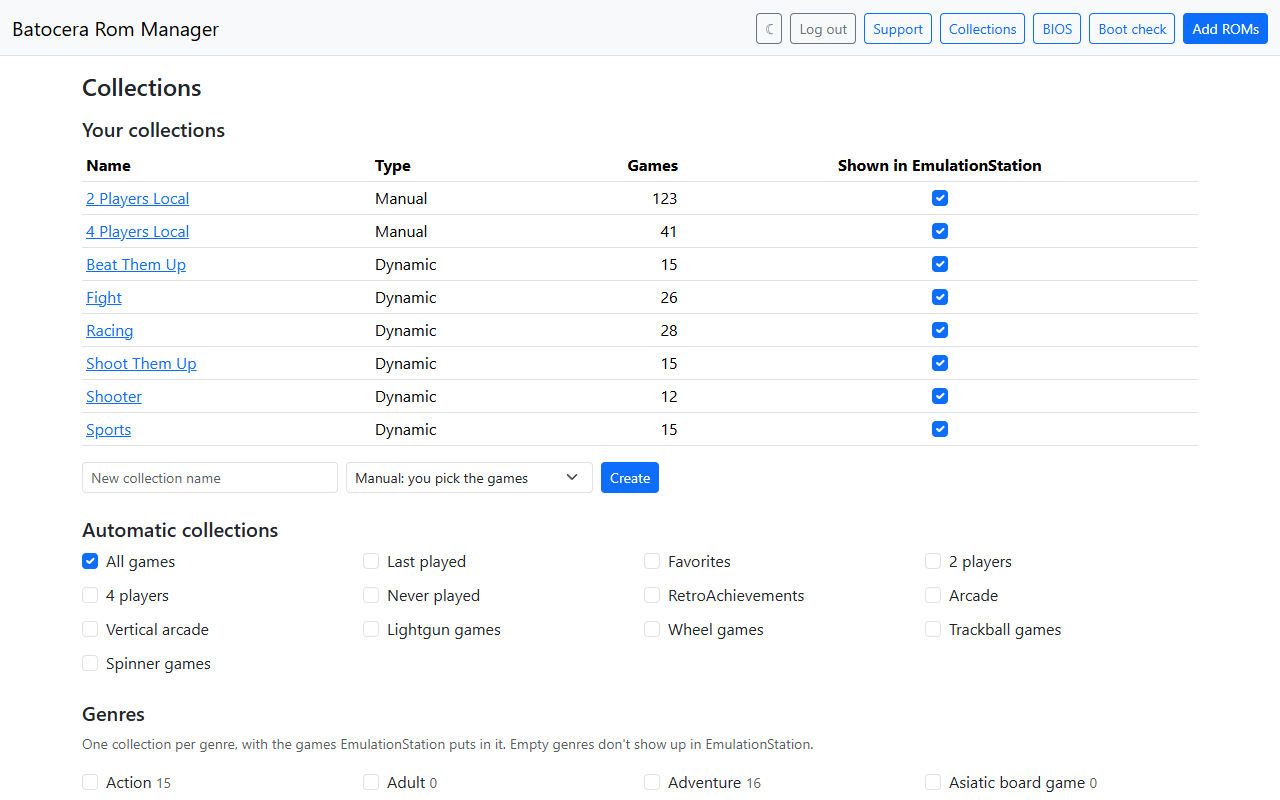 Batocera Rom Manager
☾ Log out Support Collections BIOS Boot check Add ROMs
Collections
Your collections
Name Type Games Shown in EmulationStation
2 Players Local Manual 123
4 Players Local Manual 41
Beat Them Up Dynamic 15
Fight Dynamic 26
Racing Dynamic 28
Shoot Them Up Dynamic 15
Shooter Dynamic 12
Sports Dynamic 15
New collection name Manual: you pick the games Create
Automatic collections
All games Last played Favorites 2 players
4 players Never played RetroAchievements Arcade
Vertical arcade Lightgun games Wheel games Trackball games
Spinner games
Genres
One collection per genre, with the games EmulationStation puts in it. Empty genres don't show up in EmulationStation.
Action 15 Adult 0 Adventure 16 Asiatic board game 0